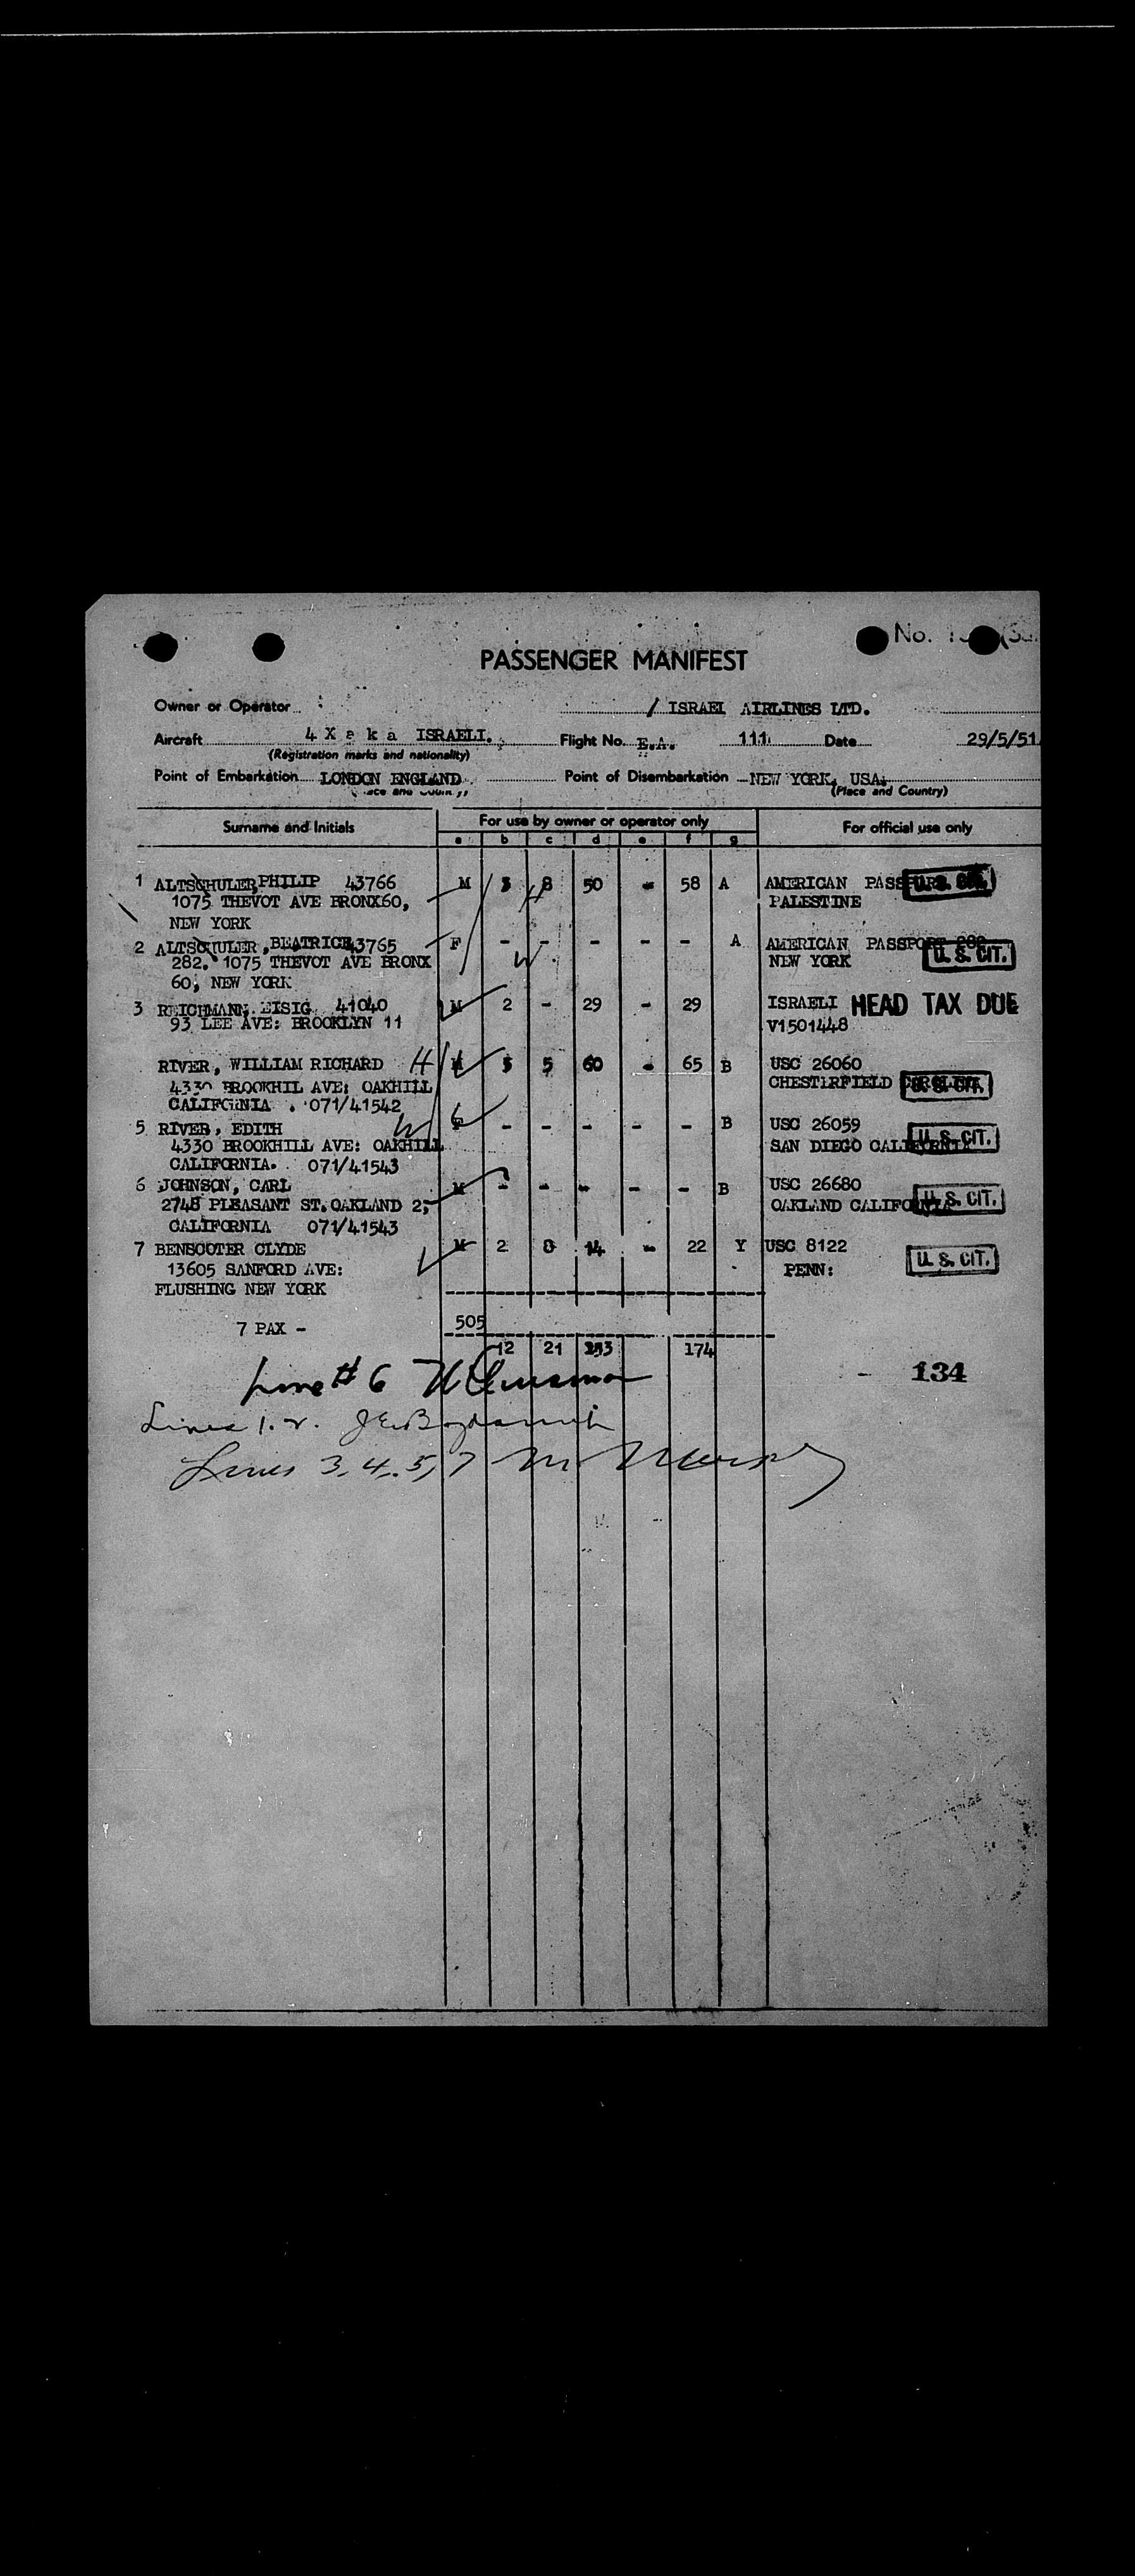 No.
PASSENGER MANIFEST
Owner or Operator / ISRAEL AIRLINES LTD.
Aircraft 4 X a k a ISRAELI. Flight No. E.A. 111. Date 29/5/51
(Registration marks and nationality)
Point of Embarkation LONDON ENGLAND Point of Disembarkation NEW YORK, USA.
(Place and Country)
Surname and Initials For use by owner or operator only For official use only
a b c d e f g
1 ALTSCHULER, PHILIP 43766 M 8 50 - 58 A AMERICAN U.S. CIT.
1075 THEVOT AVE BRONX60, H PALESTINE
NEW YORK
2 ALTSCHULER, BEATRICE, 43765 F - - - - - A AMERICAN PASSPORT
282. 1075 THEVOT AVE BRONX W NEW YORK U. S. CIT.
60, NEW YORK
3 REICHMANN, EISIG 41040 M 2 - 29 - 29 ISRAELI HEAD TAX DUE
93 LEE AVE: BROOKLYN 11 V1501448
RIVER, WILLIAM RICHARD H M 5 60 - 65 B USC 26060
4330 BROOKHIL AVE: OAKHILL CHESTERFIELD U. S. CIT.
CALIFORNIA . 071/41542
5 RIVER, EDITH W F - - - - - B USC 26059
4330 BROOKHILL AVE: OAKHILL SAN DIEGO CALIFORNIA U. S. CIT.
CALIFORNIA. 071/41543
6 JOHNSON, CARL M - - - - - B USC 26680
2748 PLEASANT ST. OAKLAND 2, OAKLAND CALIFORNIA U. S. CIT.
CALIFORNIA 071/41543
7 BENSCOTER CLYDE M 2 8 14 - 22 Y USC 8122
13605 SANFORD AVE: PENN: U. S. CIT.
FLUSHING NEW YORK
7 PAX - 505
12 21 153 174
Line # 6 134
Lines 1. 2.
Lines 3, 4, 5, 7